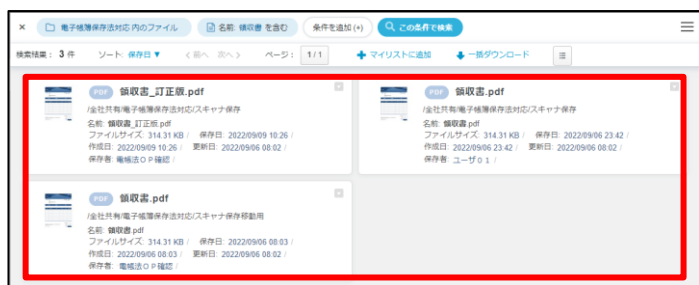 × 電子帳簿保存法対応 内のファイル 名前: 領収書 を含む 条件を追加 (+) この条件で検索
検索結果: 3 件 ソート: 保存日▼ 〈 前へ 次へ 〉 ページ: 1 / 1 マイリストに追加 一括ダウンロード
PDF 領収書_訂正版.pdf
/全社共有/電子帳簿保存法対応/スキャナ保存
名前: 領収書_訂正版.pdf
ファイルサイズ: 314.31 KB / 保存日: 2022/09/09 10:26 /
作成日: 2022/09/09 10:26 / 更新日: 2022/09/06 08:02 /
保存者: 電帳法OP確認 /
PDF 領収書.pdf
/全社共有/電子帳簿保存法対応/スキャナ保存
名前: 領収書.pdf
ファイルサイズ: 314.31 KB / 保存日: 2022/09/06 23:42 /
作成日: 2022/09/06 23:42 / 更新日: 2022/09/06 08:02 /
保存者: ユーザ01 /
PDF 領収書.pdf
/全社共有/電子帳簿保存法対応/スキャナ保存移動用
名前: 領収書.pdf
ファイルサイズ: 314.31 KB / 保存日: 2022/09/06 08:03 /
作成日: 2022/09/06 08:03 / 更新日: 2022/09/06 08:02 /
保存者: 電帳法OP確認 /